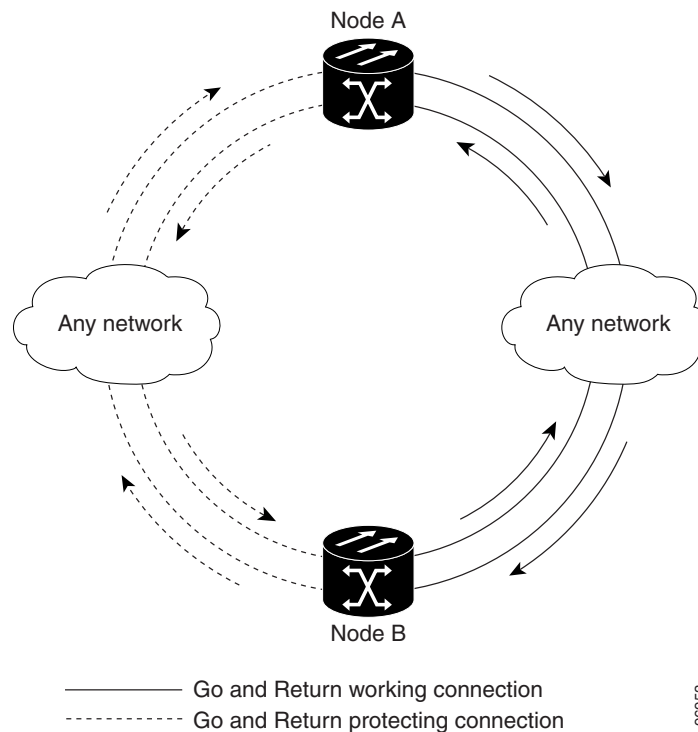 Node A
Any network
Any network
Node B
Go and Return working connection
Go and Return protecting connection